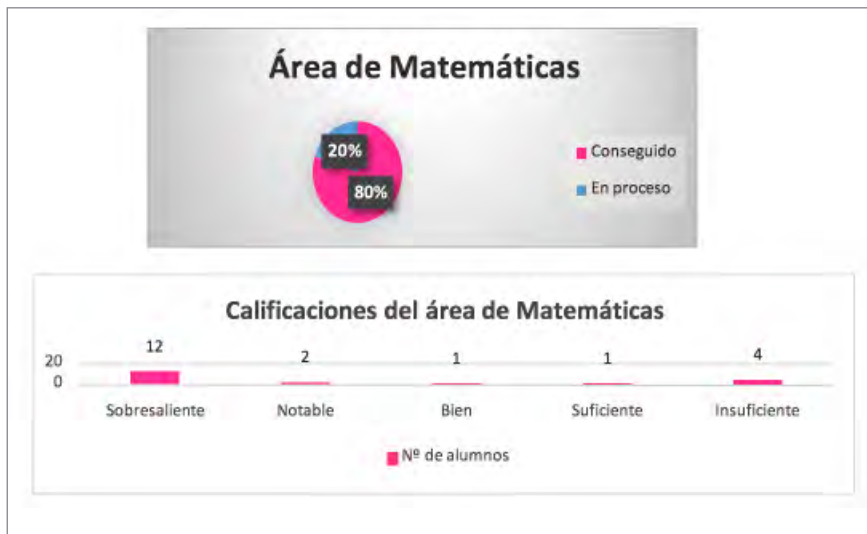 Área de Matemáticas
20%
80%
Conseguido
En proceso
Calificaciones del área de Matemáticas
12 2 1 1 4
20
0
Sobresaliente Notable Bien Suficiente Insuficiente
Nº de alumnos